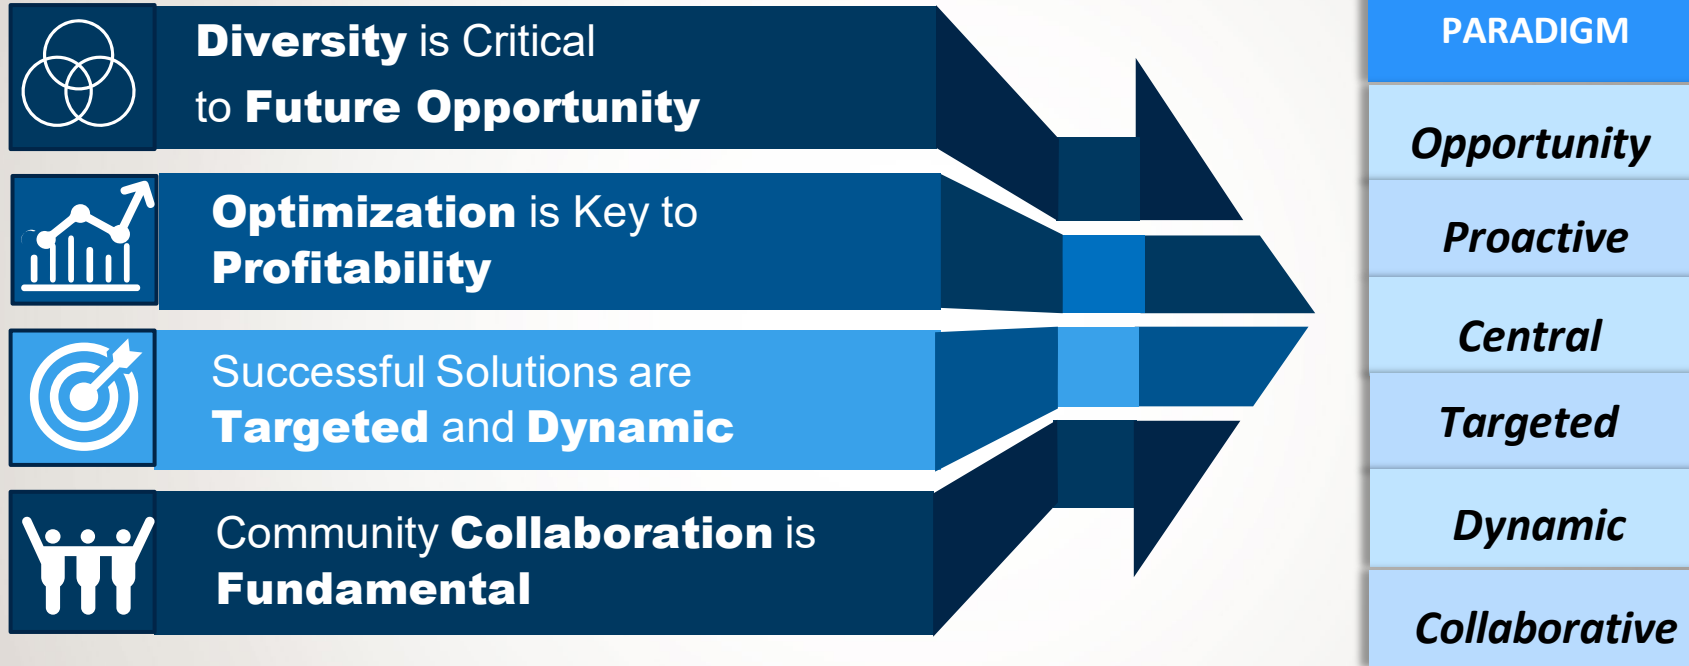 Diversity is Critical
to Future Opportunity
Optimization is Key to
Profitability
Successful Solutions are
Targeted and Dynamic
Community Collaboration is
Fundamental
PARADIGM
Opportunity
Proactive
Central
Targeted
Dynamic
Collaborative